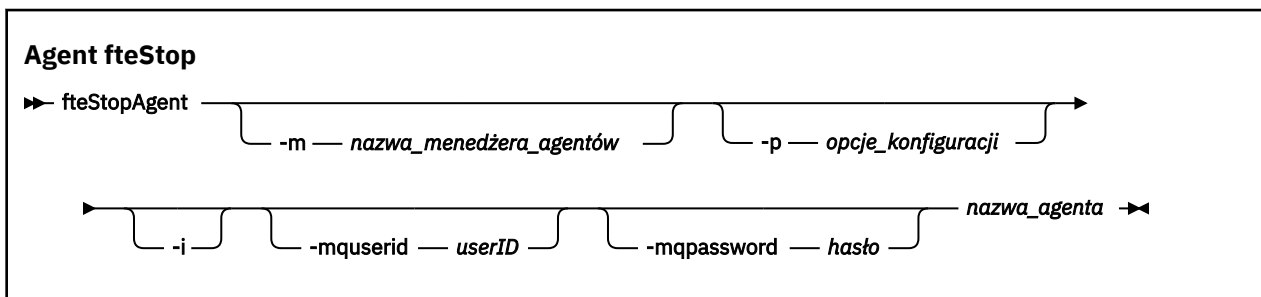 Agent fteStop
fteStopAgent
-m nazwa_menedżera_agentów
-p opcje_konfiguracji
-i
-mquserid userID
-mqpassword hasło
nazwa_agenta